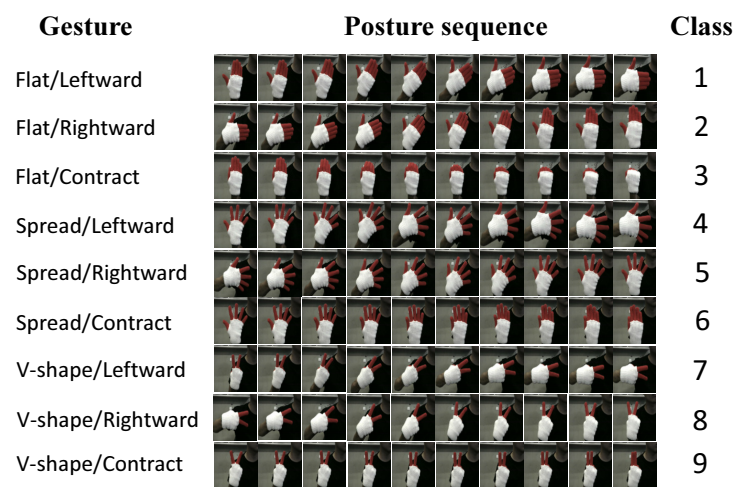 Gesture Posture sequence Class
Flat/Leftward 1
Flat/Rightward 2
Flat/Contract 3
Spread/Leftward 4
Spread/Rightward 5
Spread/Contract 6
V-shape/Leftward 7
V-shape/Rightward 8
V-shape/Contract 9